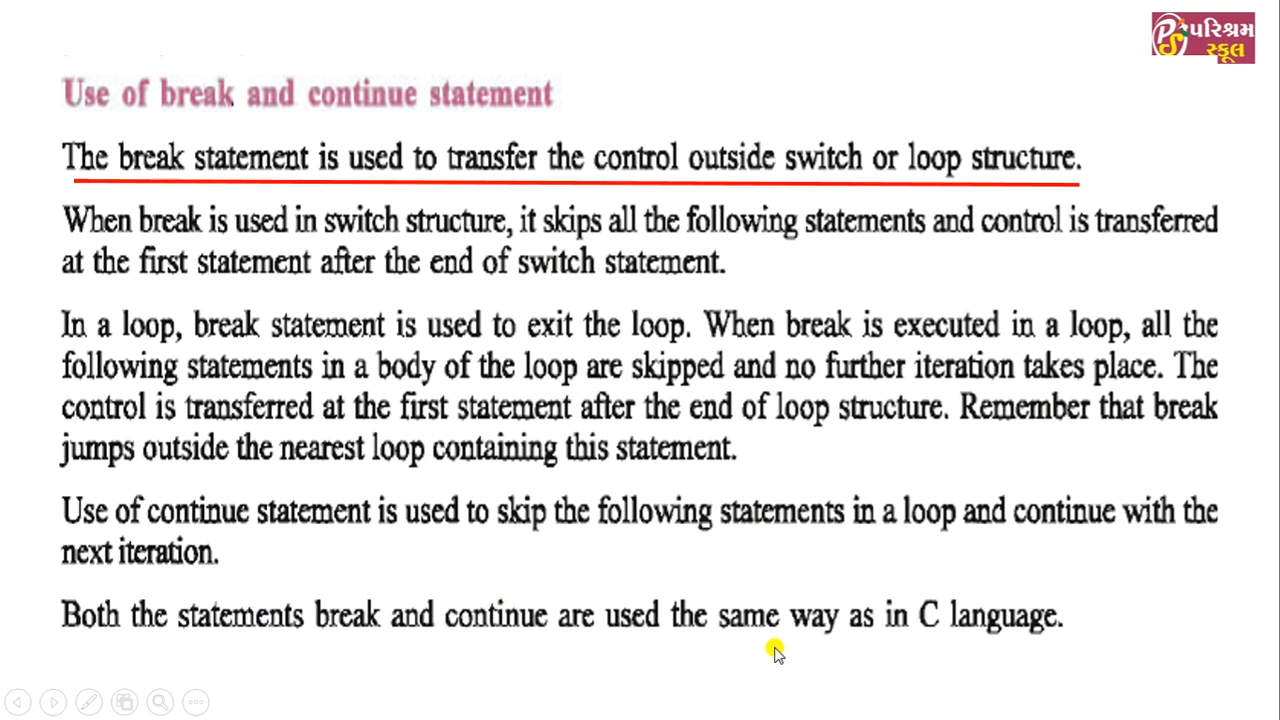 પરિશ્રમ
સ્કૂલ
Use of break and continue statement
The break statement is used to transfer the control outside switch or loop structure.
When break is used in switch structure, it skips all the following statements and control is transferred
at the first statement after the end of switch statement.
In a loop, break statement is used to exit the loop. When break is executed in a loop, all the
following statements in a body of the loop are skipped and no further iteration takes place. The
control is transferred at the first statement after the end of loop structure. Remember that break
jumps outside the nearest loop containing this statement.
Use of continue statement is used to skip the following statements in a loop and continue with the
next iteration.
Both the statements break and continue are used the same way as in C language.